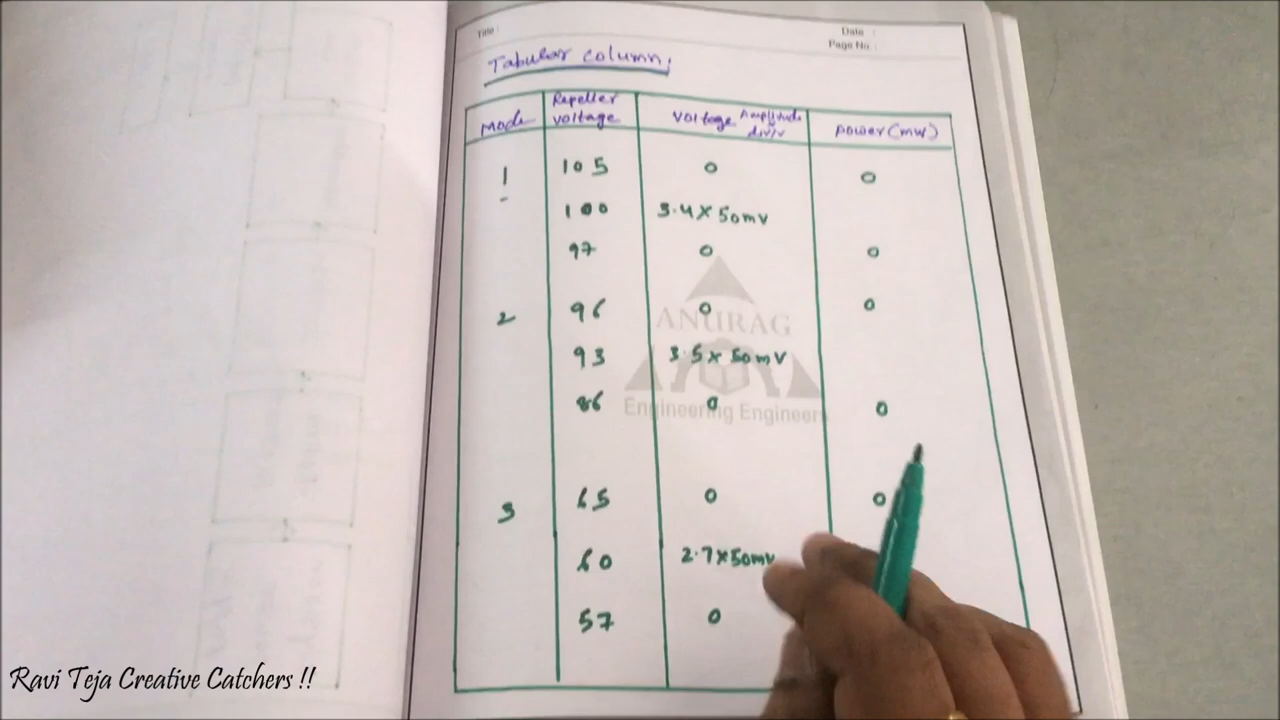 Title :
Date :
Page No :
Tabular column,
Mode Repeller voltage Voltage Amplitude div/v power(mw)
1 105 0 0
100 3.4 x 50mv
97 0 0
2 96 0 0
93 3.5 x 50mv
86 0 0
3 65 0 0
60 2.7 x 50mv
57 0
ANURAG
Engineering Engineers
Ravi Teja Creative Catchers !!